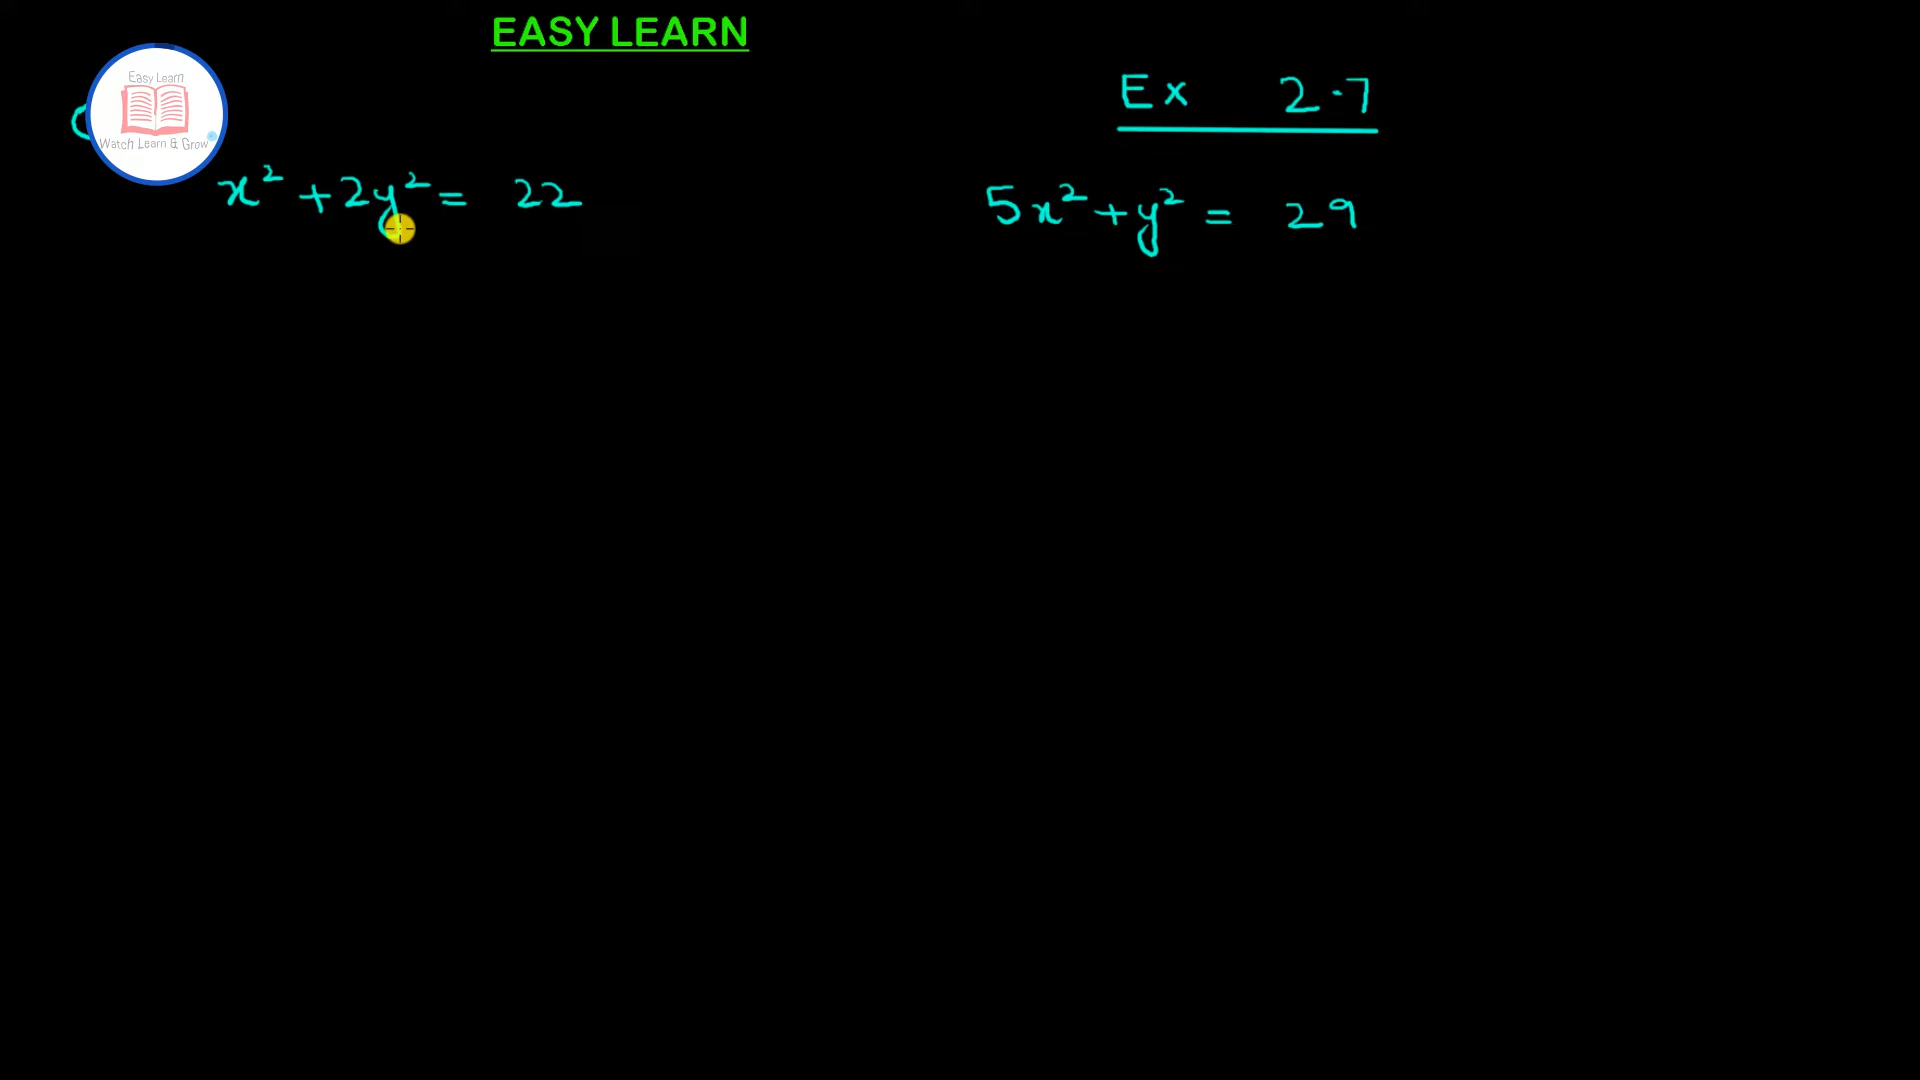 EASY LEARN
Ex 2.7
Easy Learn
Watch Learn & Grow
x² + 2y² = 22
5x² + y² = 29